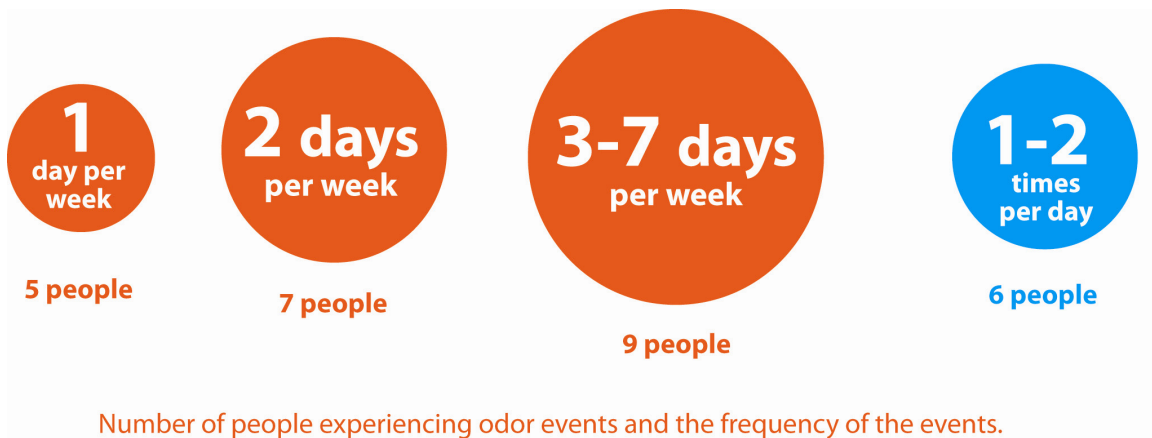 1
day per
week
5 people
2 days
per week
7 people
3-7 days
per week
9 people
1-2
times
per day
6 people
Number of people experiencing odor events and the frequency of the events.